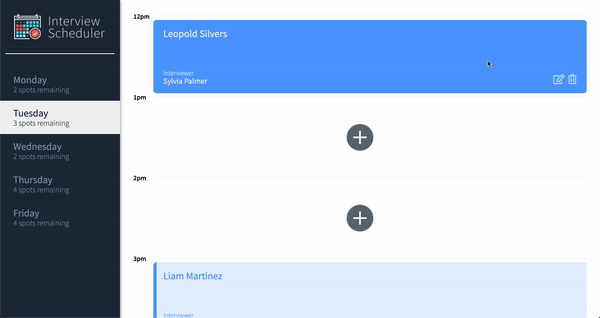 Interview
Scheduler
Monday
2 spots remaining
Tuesday
3 spots remaining
Wednesday
2 spots remaining
Thursday
4 spots remaining
Friday
4 spots remaining
12pm
Leopold Silvers
Interviewer
Sylvia Palmer
1pm
2pm
3pm
Liam Martinez
Interviewer